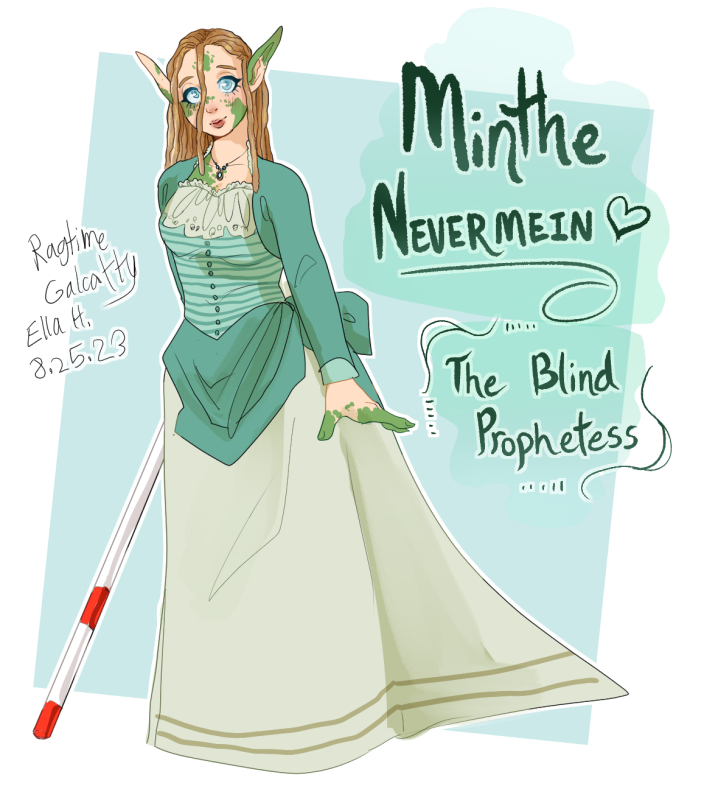 Minthe
Nevermein ♡
The Blind
Prophetess
Ragtime
Galcatty
Ella H.
8.25.23